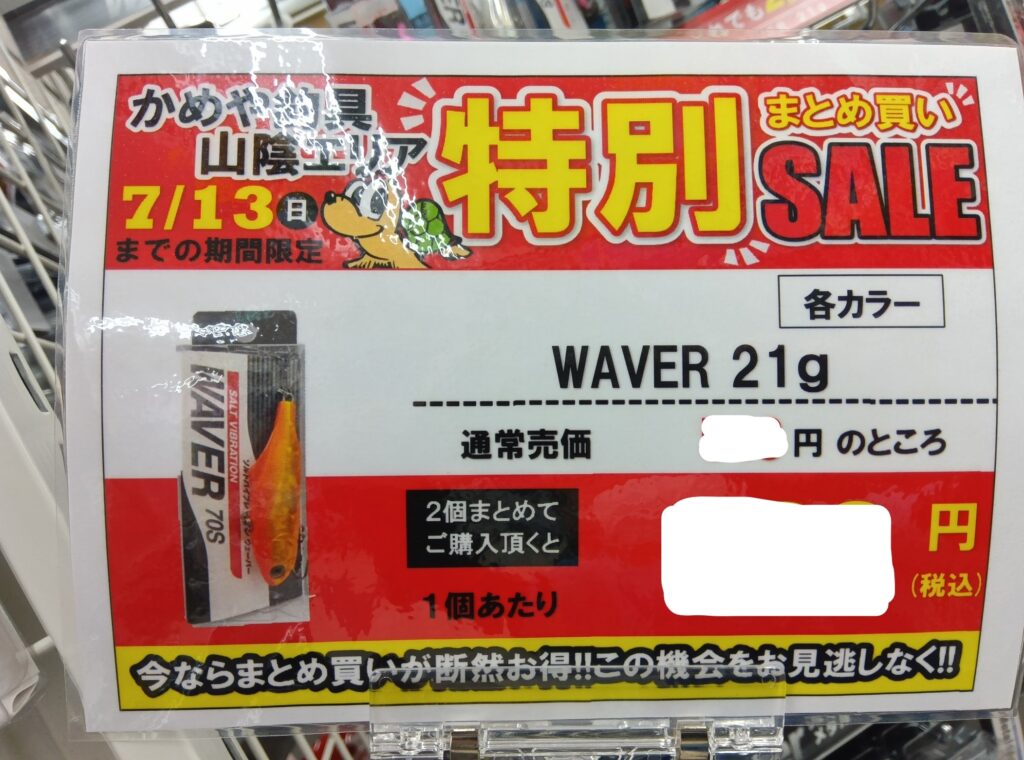 かめや釣具
山陰エリア
7/13日
までの期間限定
特別
まとめ買い
SALE
各カラー
WAVER 21g
通常売価 円 のところ
2個まとめて
ご購入頂くと
1個あたり
円
(税込)
今ならまとめ買いが断然お得!!この機会をお見逃しなく!!
WAVER 70S
SALT VIBRATION
WAVER